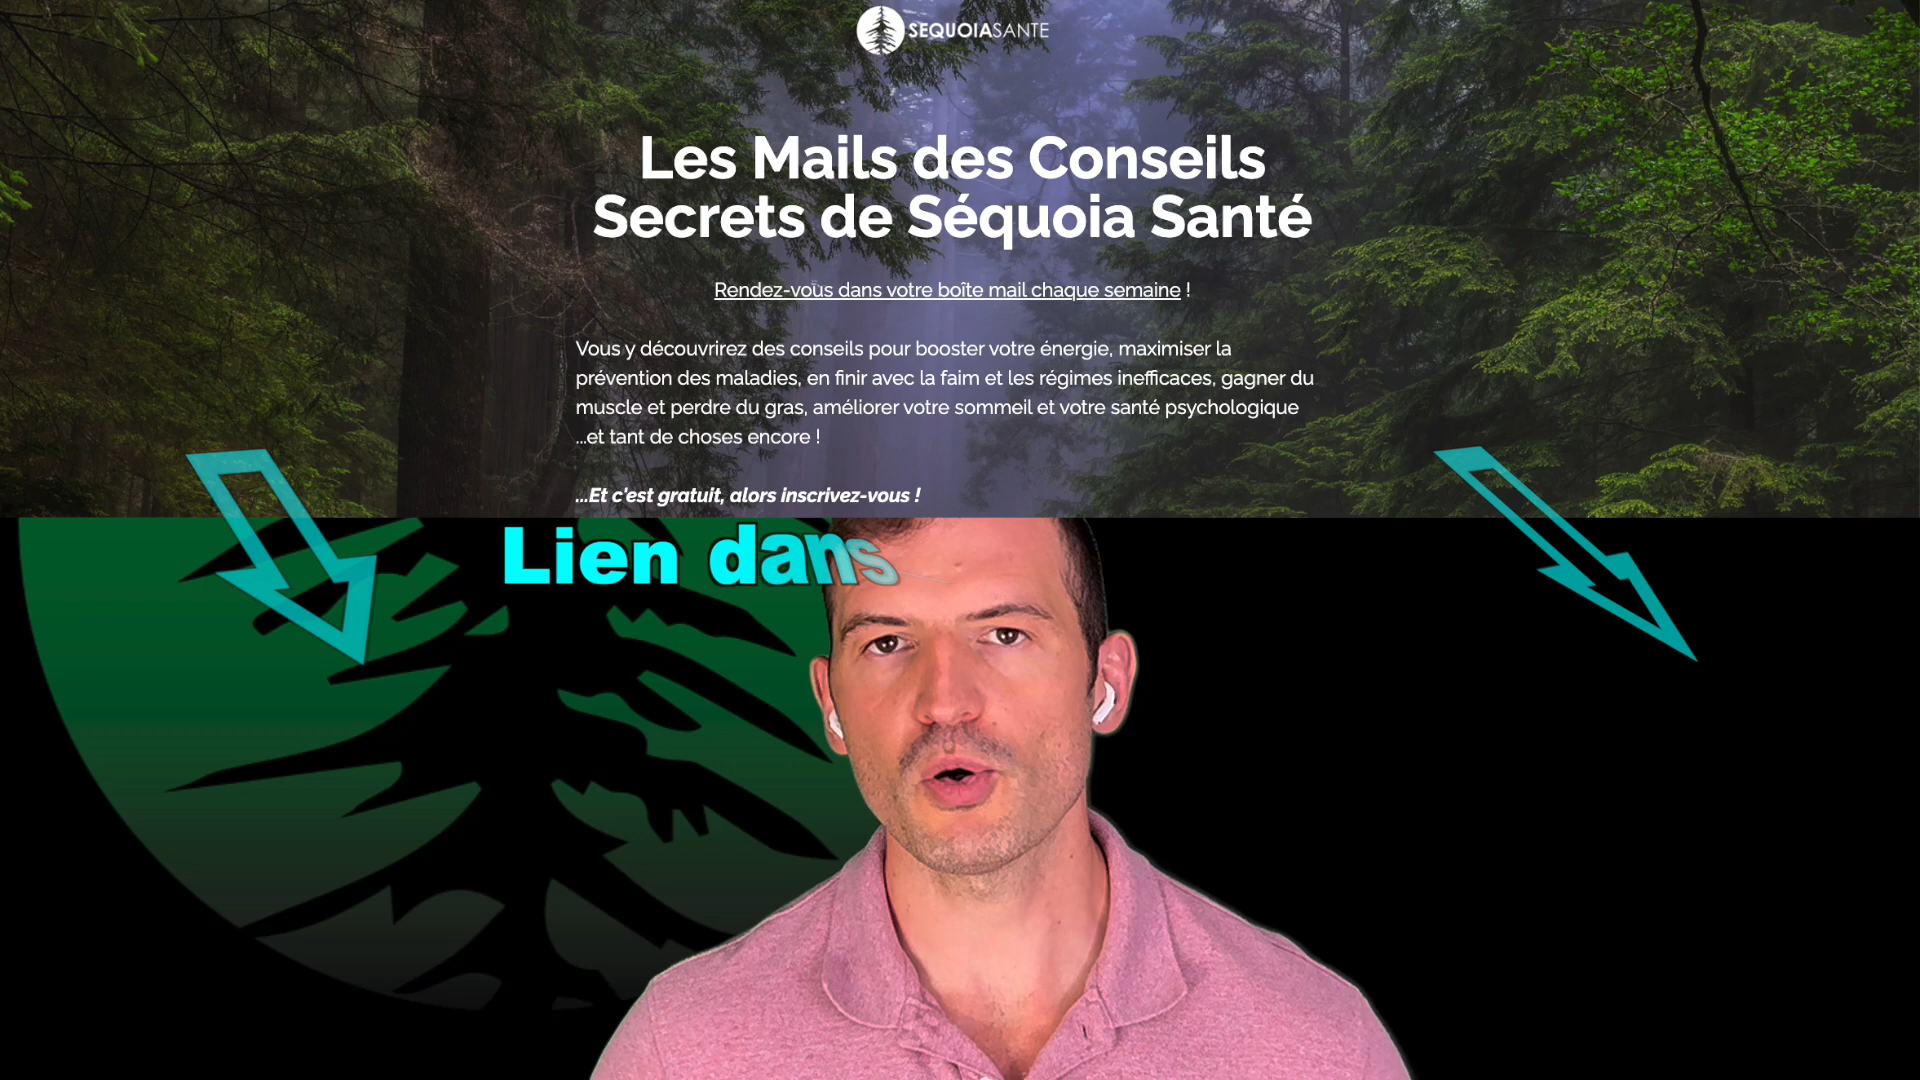 SEQUOIASANTE
Les Mails des Conseils
Secrets de Séquoia Santé
Rendez-vous dans votre boîte mail chaque semaine !
Vous y découvrirez des conseils pour booster votre énergie, maximiser la
prévention des maladies, en finir avec la faim et les régimes inefficaces, gagner du
muscle et perdre du gras, améliorer votre sommeil et votre santé psychologique
...et tant de choses encore !
...Et c'est gratuit, alors inscrivez-vous !
Lien dans